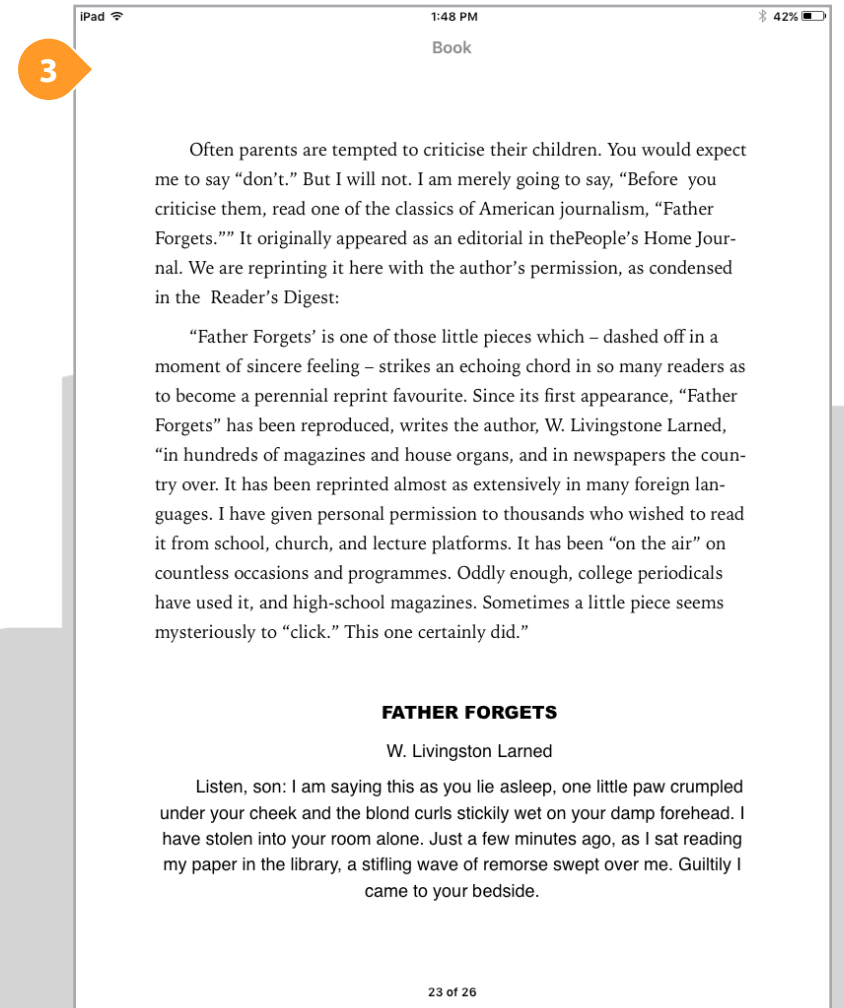 iPad 1:48 PM 42%
Book
3
Often parents are tempted to criticise their children. You would expect
me to say “don’t.” But I will not. I am merely going to say, “Before  you
criticise them, read one of the classics of American journalism, “Father
Forgets.”” It originally appeared as an editorial in thePeople’s Home Jour-
nal. We are reprinting it here with the author’s permission, as condensed
in the  Reader’s Digest:
“Father Forgets’ is one of those little pieces which – dashed off in a
moment of sincere feeling – strikes an echoing chord in so many readers as
to become a perennial reprint favourite. Since its first appearance, “Father
Forgets” has been reproduced, writes the author, W. Livingstone Larned,
“in hundreds of magazines and house organs, and in newspapers the coun-
try over. It has been reprinted almost as extensively in many foreign lan-
guages. I have given personal permission to thousands who wished to read
it from school, church, and lecture platforms. It has been “on the air” on
countless occasions and programmes. Oddly enough, college periodicals
have used it, and high-school magazines. Sometimes a little piece seems
mysteriously to “click.” This one certainly did.”
FATHER FORGETS
W. Livingston Larned
Listen, son: I am saying this as you lie asleep, one little paw crumpled
under your cheek and the blond curls stickily wet on your damp forehead. I
have stolen into your room alone. Just a few minutes ago, as I sat reading
my paper in the library, a stifling wave of remorse swept over me. Guiltily I
came to your bedside.
23 of 26